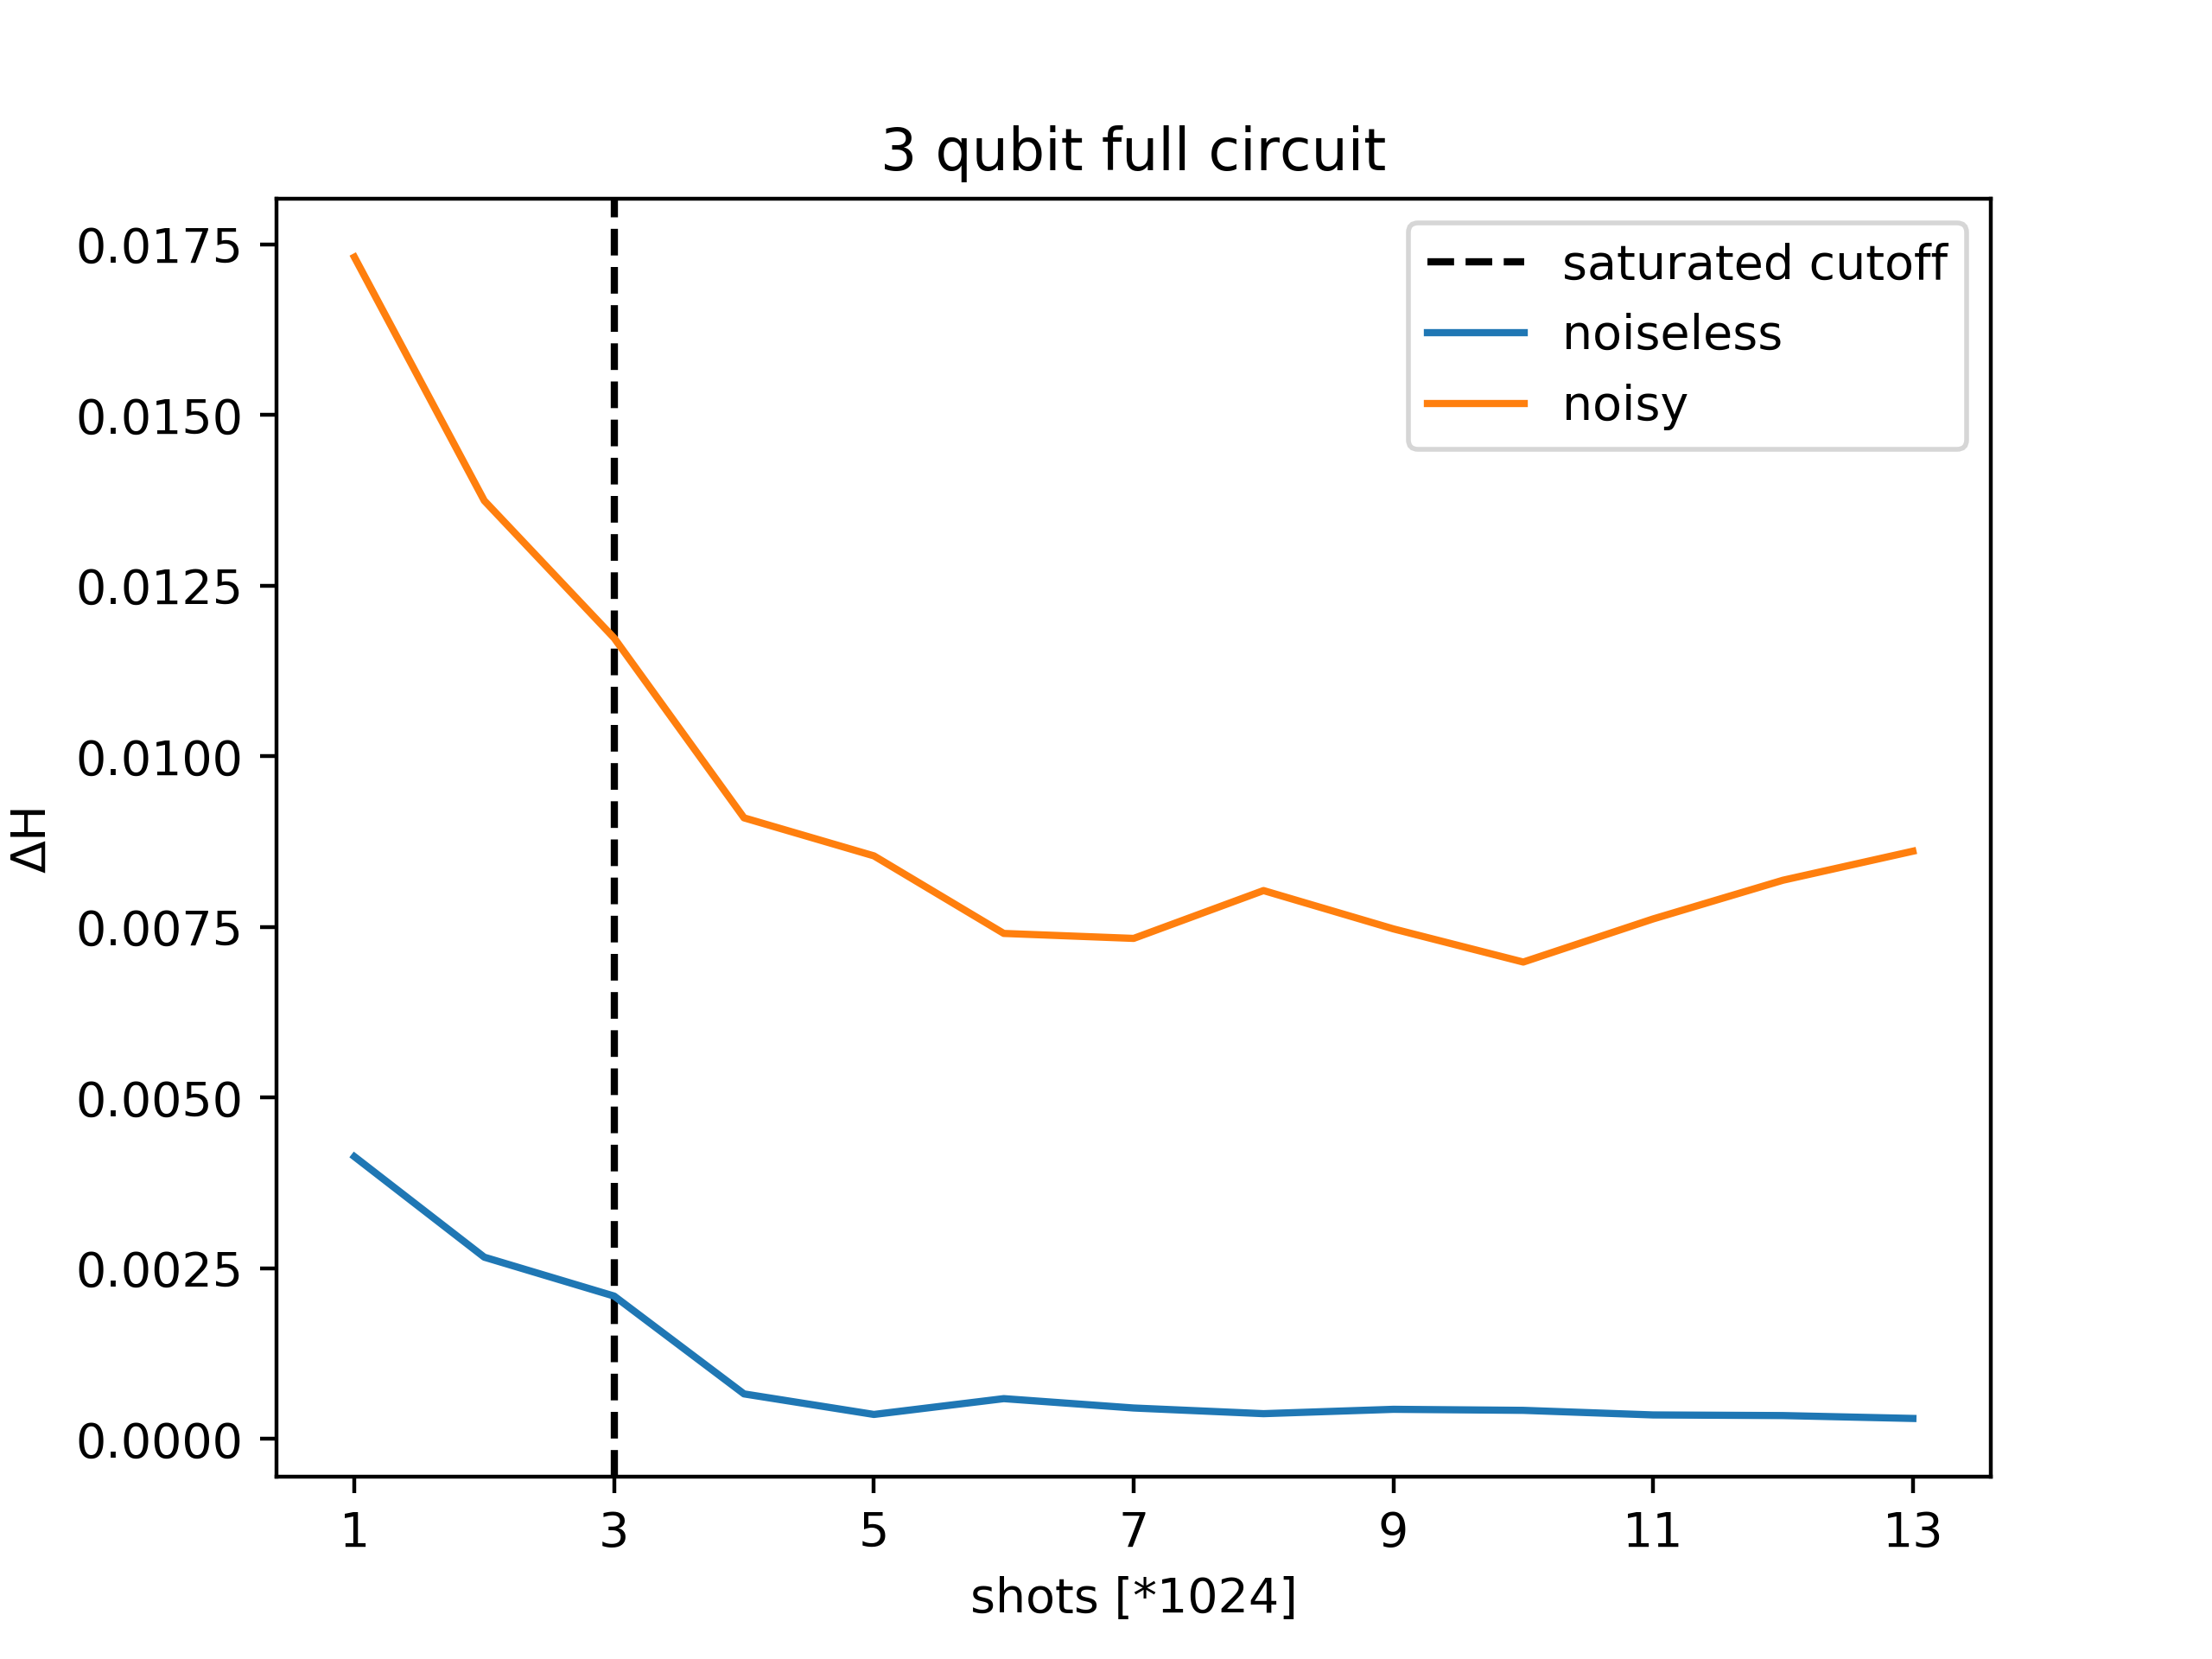 3 qubit full circuit
saturated cutoff
noiseless
noisy
0.0175
0.0150
0.0125
0.0100
0.0075
0.0050
0.0025
0.0000
ΔH
1 3 5 7 9 11 13
shots [*1024]